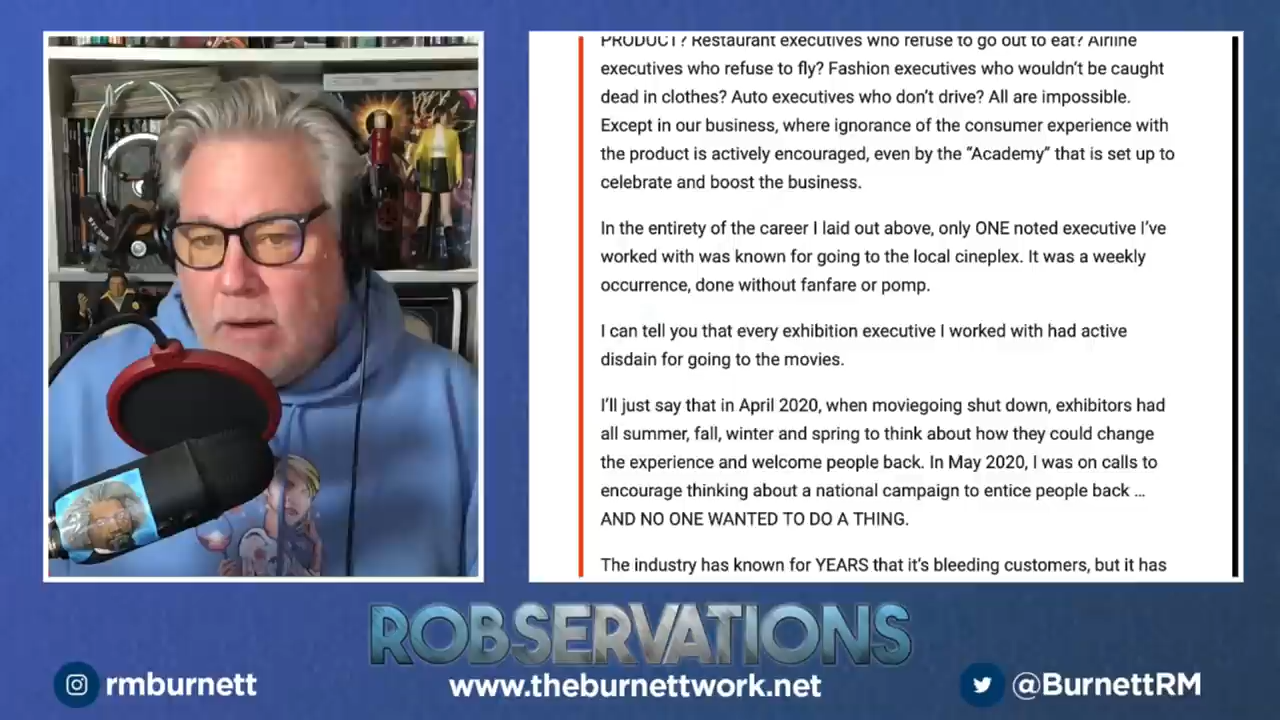 PRODUCT? Restaurant executives who refuse to go out to eat? Airline
executives who refuse to fly? Fashion executives who wouldn't be caught
dead in clothes? Auto executives who don't drive? All are impossible.
Except in our business, where ignorance of the consumer experience with
the product is actively encouraged, even by the “Academy” that is set up to
celebrate and boost the business.
In the entirety of the career I laid out above, only ONE noted executive I've
worked with was known for going to the local cineplex. It was a weekly
occurrence, done without fanfare or pomp.
I can tell you that every exhibition executive I worked with had active
disdain for going to the movies.
I'll just say that in April 2020, when moviegoing shut down, exhibitors had
all summer, fall, winter and spring to think about how they could change
the experience and welcome people back. In May 2020, I was on calls to
encourage thinking about a national campaign to entice people back ...
AND NO ONE WANTED TO DO A THING.
The industry has known for YEARS that it's bleeding customers, but it has
ROBSERVATIONS
rmburnett
www.theburnettwork.net
@BurnettRM